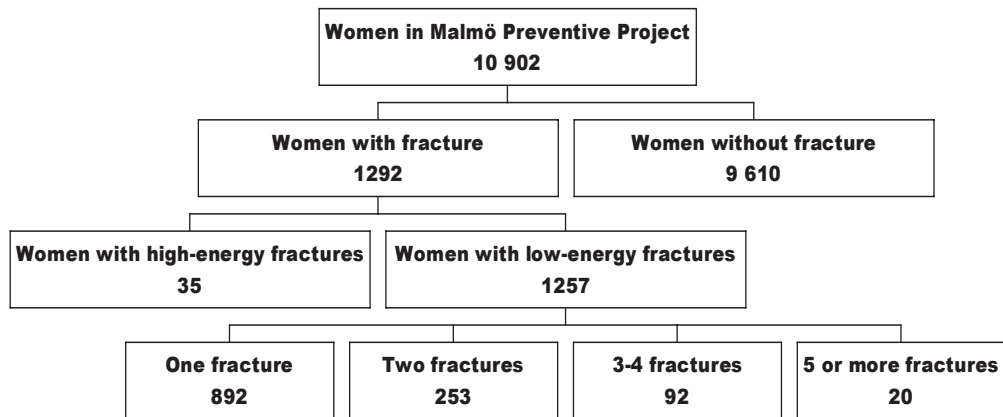 Women in Malmö Preventive Project
10 902
Women with fracture
1292
Women without fracture
9 610
Women with high-energy fractures
35
Women with low-energy fractures
1257
One fracture
892
Two fractures
253
3-4 fractures
92
5 or more fractures
20